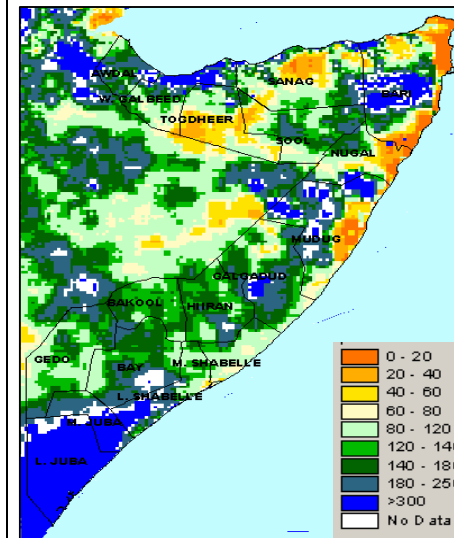 AWDAL
W. GALBEED
SANAG
BARI
TOGDHEER
SOOL
NUGAL
MUDUG
GALGADUD
BAKOOL
HIIRAN
GEDO
BAY
M. SHABELLE
L. SHABELLE
M. JUBA
L. JUBA
0 - 20
20 - 40
40 - 60
60 - 80
80 - 120
120 - 140
140 - 180
180 - 250
>300
No Data